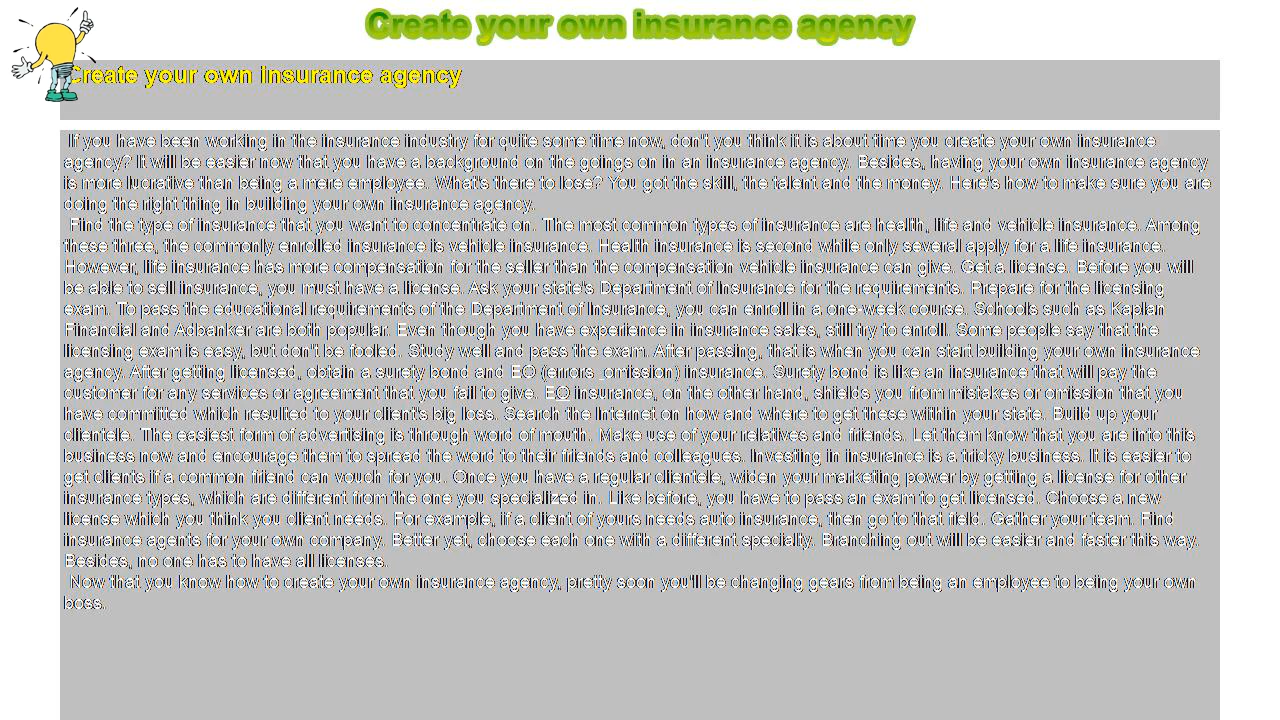 Create your own insurance agency
Create your own insurance agency
If you have been working in the insurance industry for quite some time now, don't you think it is about time you create your own insurance
agency? It will be easier now that you have a background on the goings on in an insurance agency. Besides, having your own insurance agency
is more lucrative than being a mere employee. What's there to lose? You got the skill, the talent and the money. Here's how to make sure you are
doing the right thing in building your own insurance agency.
Find the type of insurance that you want to concentrate on. The most common types of insurance are health, life and vehicle insurance. Among
these three, the commonly enrolled insurance is vehicle insurance. Health insurance is second while only several apply for a life insurance.
However, life insurance has more compensation for the seller than the compensation vehicle insurance can give. Get a license. Before you will
be able to sell insurance, you must have a license. Ask your state's Department of Insurance for the requirements. Prepare for the licensing
exam. To pass the educational requirements of the Department of Insurance, you can enroll in a one-week course. Schools such as Kaplan
Financial and Adbanker are both popular. Even though you have experience in insurance sales, still try to enroll. Some people say that the
licensing exam is easy, but don't be fooled. Study well and pass the exam. After passing, that is when you can start building your own insurance
agency. After getting licensed, obtain a surety bond and EO (errors _omission) insurance. Surety bond is like an insurance that will pay the
customer for any services or agreement that you fail to give. EO insurance, on the other hand, shields you from mistakes or omission that you
have committed which resulted to your client's big loss. Search the Internet on how and where to get these within your state. Build up your
clientele. The easiest form of advertising is through word of mouth. Make use of your relatives and friends. Let them know that you are into this
business now and encourage them to spread the word to their friends and colleagues. Investing in insurance is a tricky business. It is easier to
get clients if a common friend can vouch for you. Once you have a regular clientele, widen your marketing power by getting a license for other
insurance types, which are different from the one you specialized in. Like before, you have to pass an exam to get licensed. Choose a new
license which you think you client needs. For example, if a client of yours needs auto insurance, then go to that field. Gather your team. Find
insurance agents for your own company. Better yet, choose each one with a different specialty. Branching out will be easier and faster this way.
Besides, no one has to have all licenses.
Now that you know how to create your own insurance agency, pretty soon you'll be changing gears from being an employee to being your own
boss.